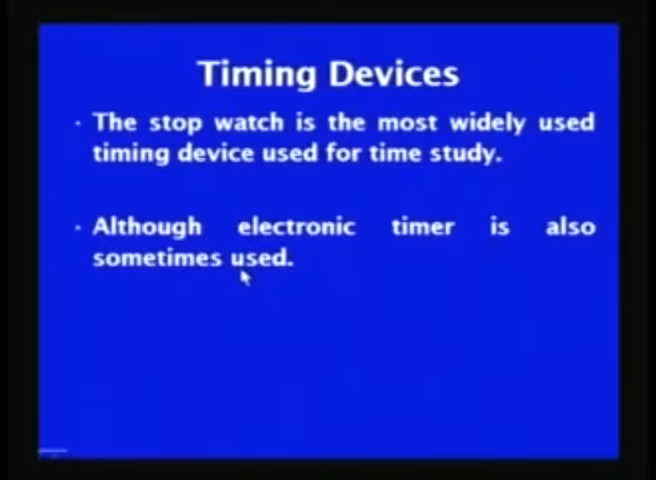 Timing Devices
· The stop watch is the most widely used
timing device used for time study.
· Although electronic timer is also
sometimes used.